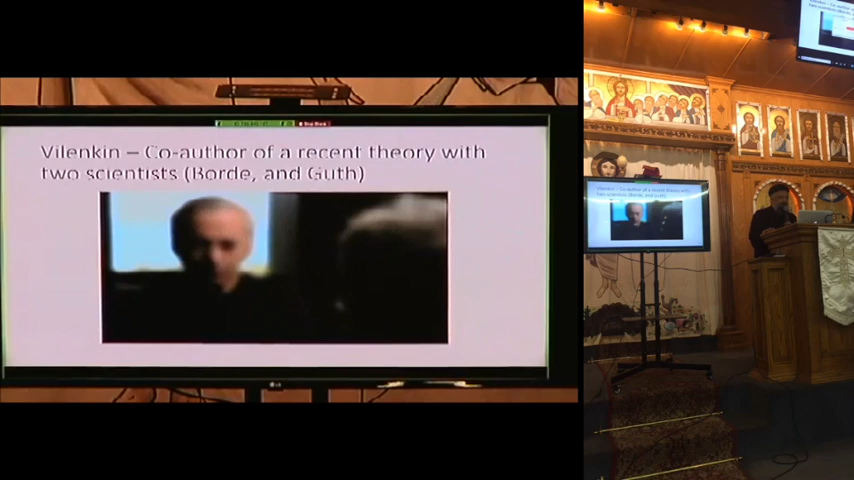 Vilenkin – Co-author of a recent theory with
two scientists (Borde, and Guth)